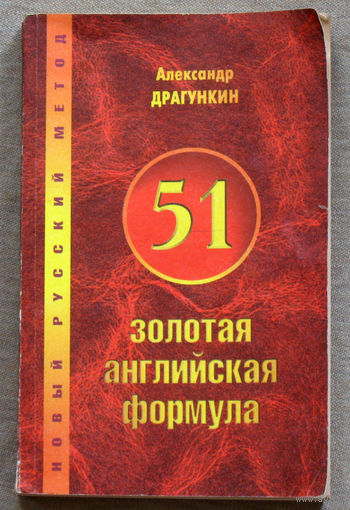 Александр
ДРАГУНКИН
51
золотая
английская
формула
НОВЫЙ РУССКИЙ МЕТОД